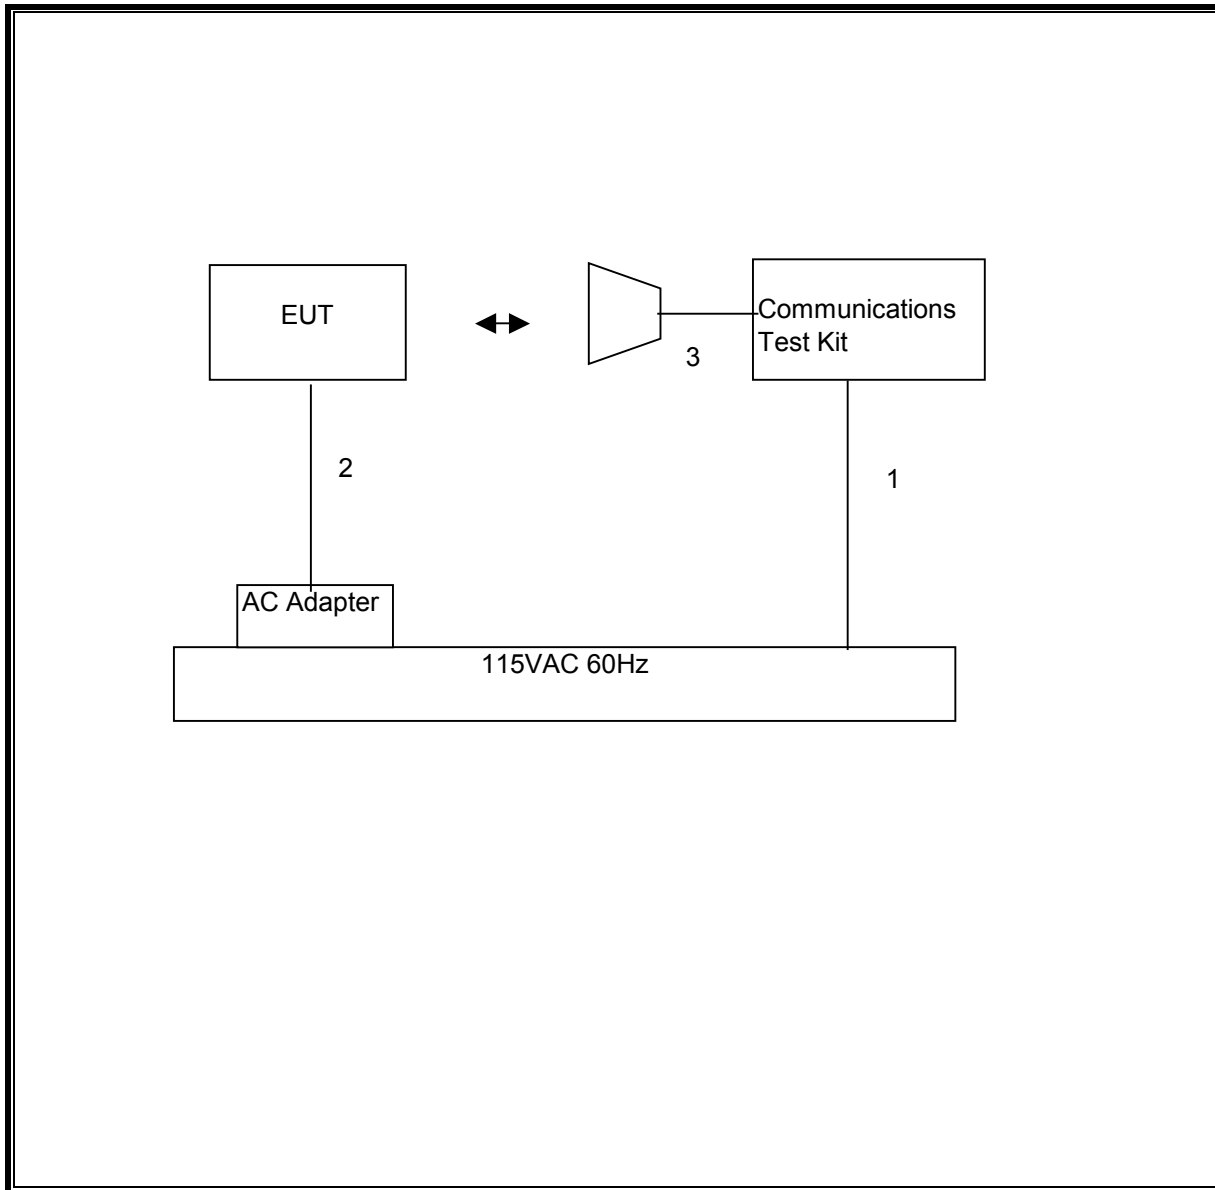 EUT
Communications
Test Kit
3
2
1
AC Adapter
115VAC 60Hz